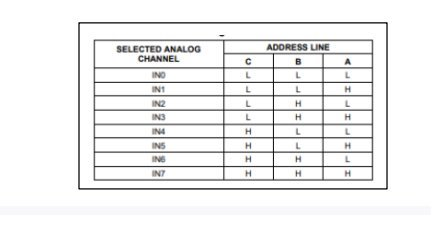 SELECTED ANALOG CHANNEL ADDRESS LINE
C B A
IN0 L L L
IN1 L L H
IN2 L H L
IN3 L H H
IN4 H L L
IN5 H L H
IN6 H H L
IN7 H H H